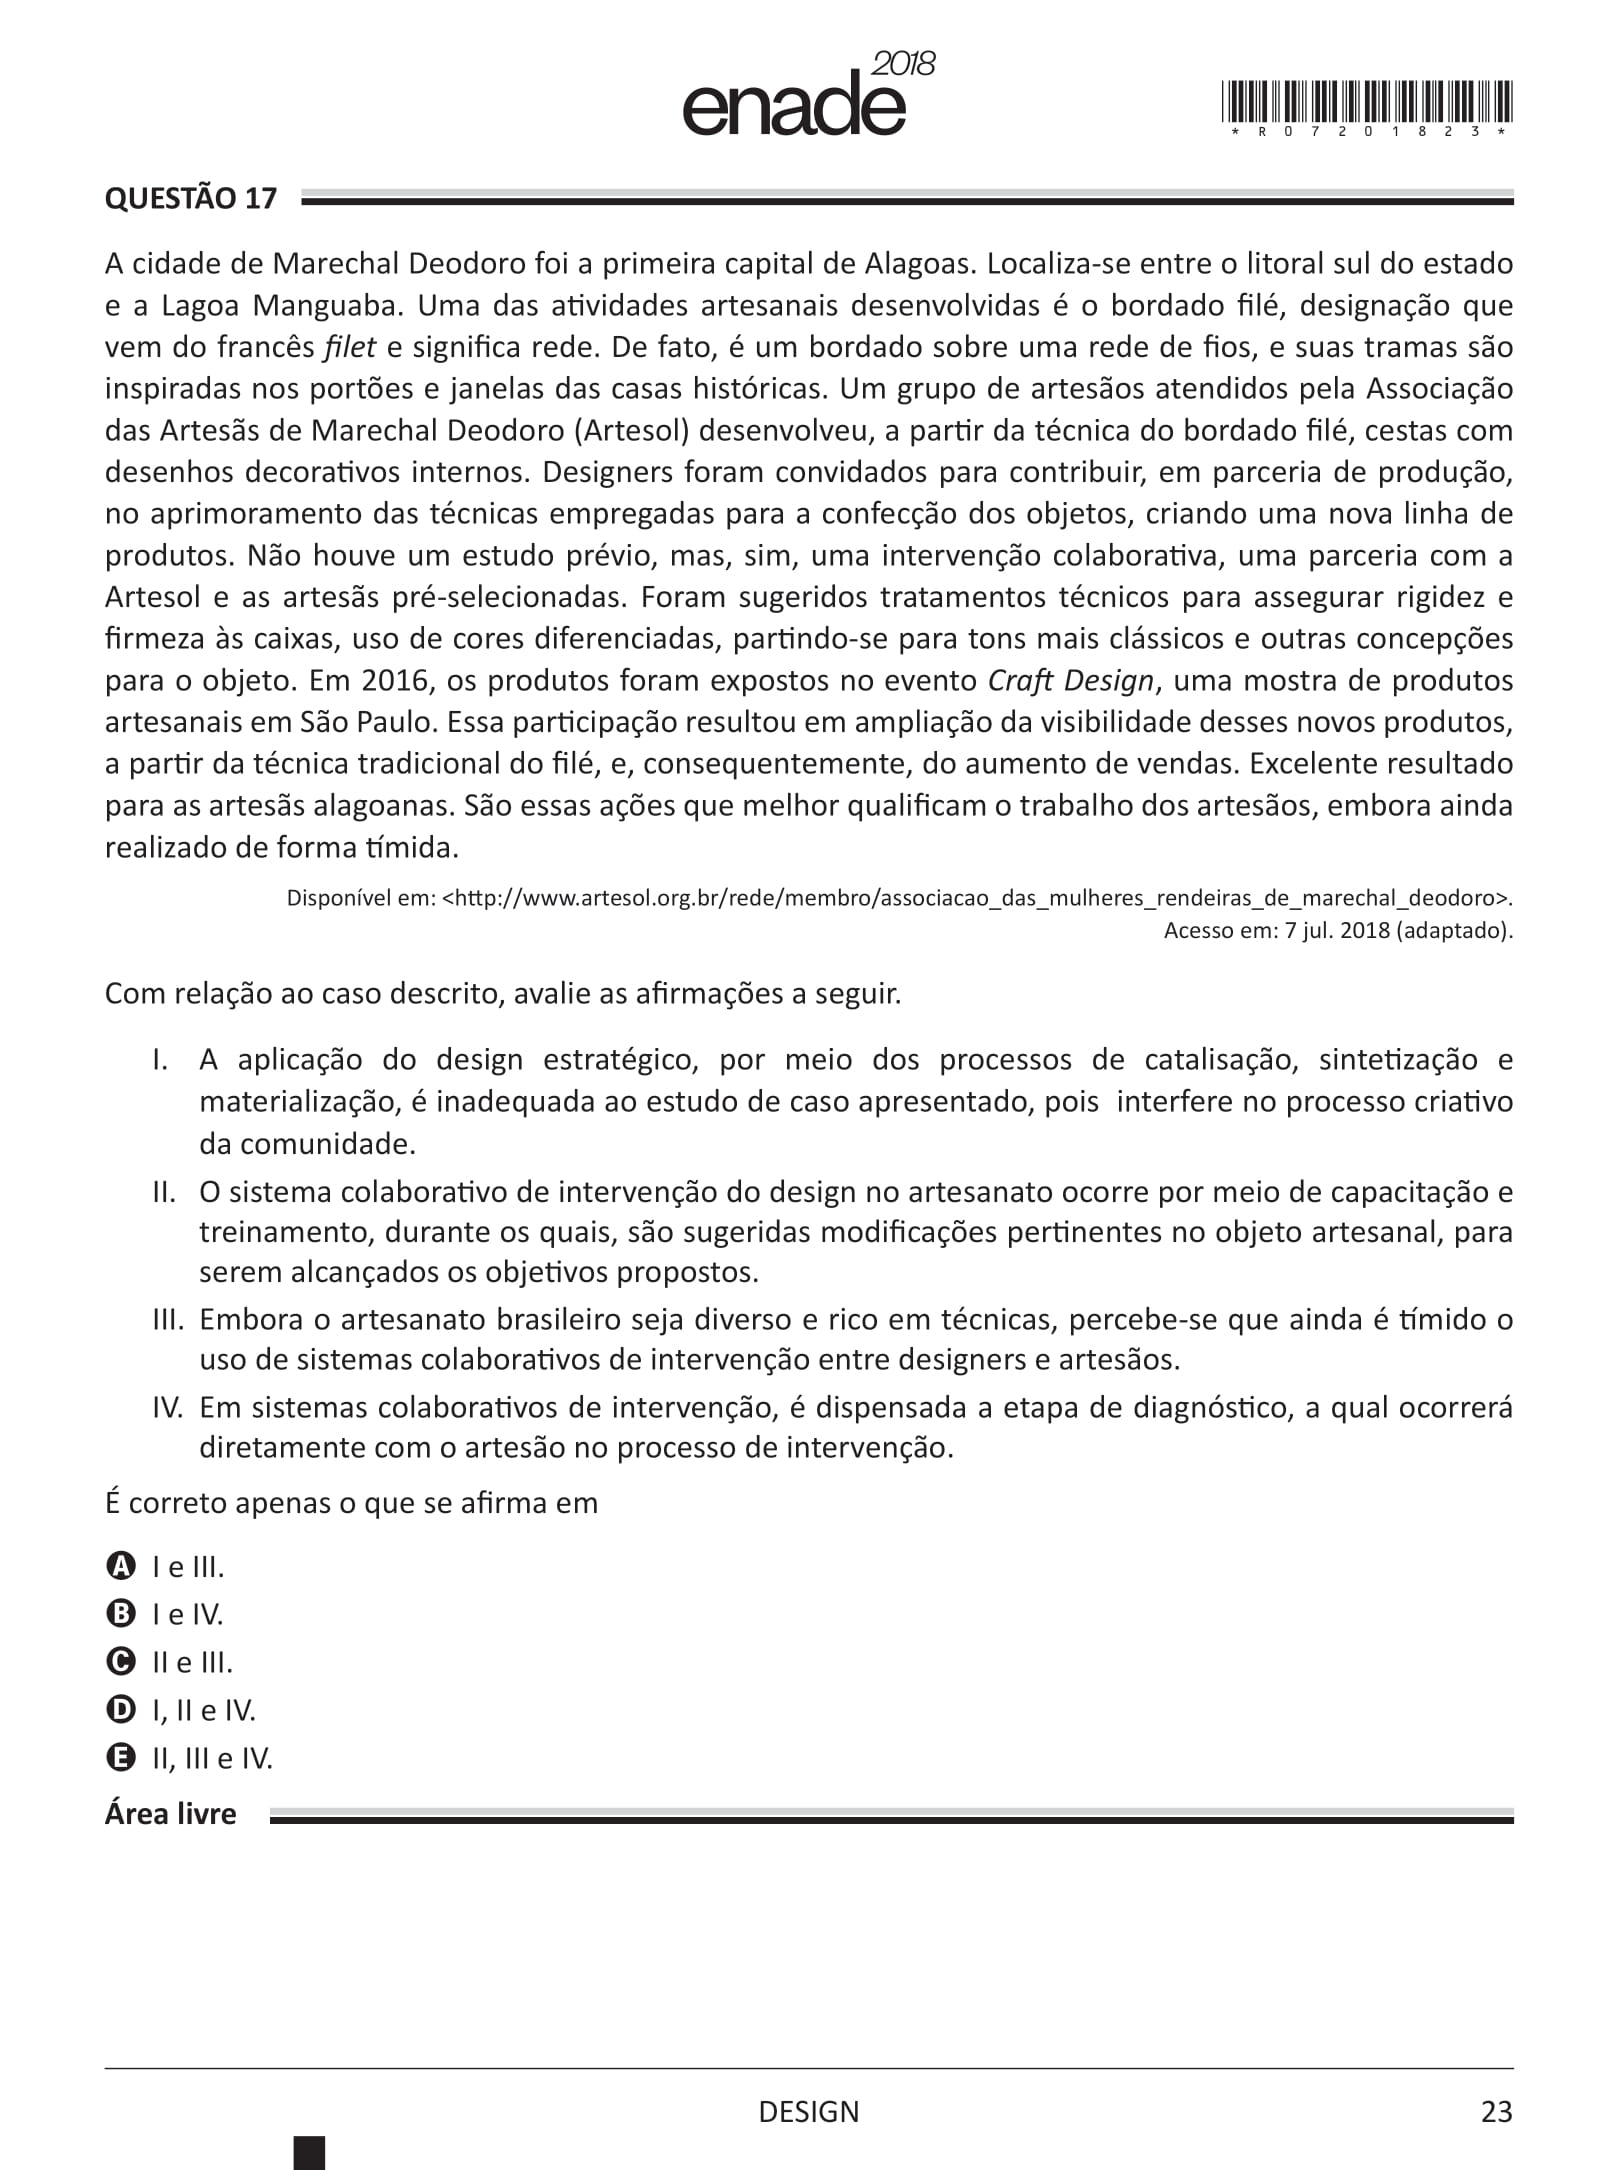 enade 2018
*R07201823*
QUESTÃO 17
A cidade de Marechal Deodoro foi a primeira capital de Alagoas. Localiza-se entre o litoral sul do estado
e a Lagoa Manguaba. Uma das atividades artesanais desenvolvidas é o bordado filé, designação que
vem do francês filet e significa rede. De fato, é um bordado sobre uma rede de fios, e suas tramas são
inspiradas nos portões e janelas das casas históricas. Um grupo de artesãos atendidos pela Associação
das Artesãs de Marechal Deodoro (Artesol) desenvolveu, a partir da técnica do bordado filé, cestas com
desenhos decorativos internos. Designers foram convidados para contribuir, em parceria de produção,
no aprimoramento das técnicas empregadas para a confecção dos objetos, criando uma nova linha de
produtos. Não houve um estudo prévio, mas, sim, uma intervenção colaborativa, uma parceria com a
Artesol e as artesãs pré-selecionadas. Foram sugeridos tratamentos técnicos para assegurar rigidez e
firmeza às caixas, uso de cores diferenciadas, partindo-se para tons mais clássicos e outras concepções
para o objeto. Em 2016, os produtos foram expostos no evento Craft Design, uma mostra de produtos
artesanais em São Paulo. Essa participação resultou em ampliação da visibilidade desses novos produtos,
a partir da técnica tradicional do filé, e, consequentemente, do aumento de vendas. Excelente resultado
para as artesãs alagoanas. São essas ações que melhor qualificam o trabalho dos artesãos, embora ainda
realizado de forma tímida.
Disponível em: <http://www.artesol.org.br/rede/membro/associacao_das_mulheres_rendeiras_de_marechal_deodoro>.
Acesso em: 7 jul. 2018 (adaptado).
Com relação ao caso descrito, avalie as afirmações a seguir.
I. A aplicação do design estratégico, por meio dos processos de catalisação, sintetização e
materialização, é inadequada ao estudo de caso apresentado, pois interfere no processo criativo
da comunidade.
II. O sistema colaborativo de intervenção do design no artesanato ocorre por meio de capacitação e
treinamento, durante os quais, são sugeridas modificações pertinentes no objeto artesanal, para
serem alcançados os objetivos propostos.
III. Embora o artesanato brasileiro seja diverso e rico em técnicas, percebe-se que ainda é tímido o
uso de sistemas colaborativos de intervenção entre designers e artesãos.
IV. Em sistemas colaborativos de intervenção, é dispensada a etapa de diagnóstico, a qual ocorrerá
diretamente com o artesão no processo de intervenção.
É correto apenas o que se afirma em
A I e III.
B I e IV.
C II e III.
D I, II e IV.
E II, III e IV.
Área livre
DESIGN 23